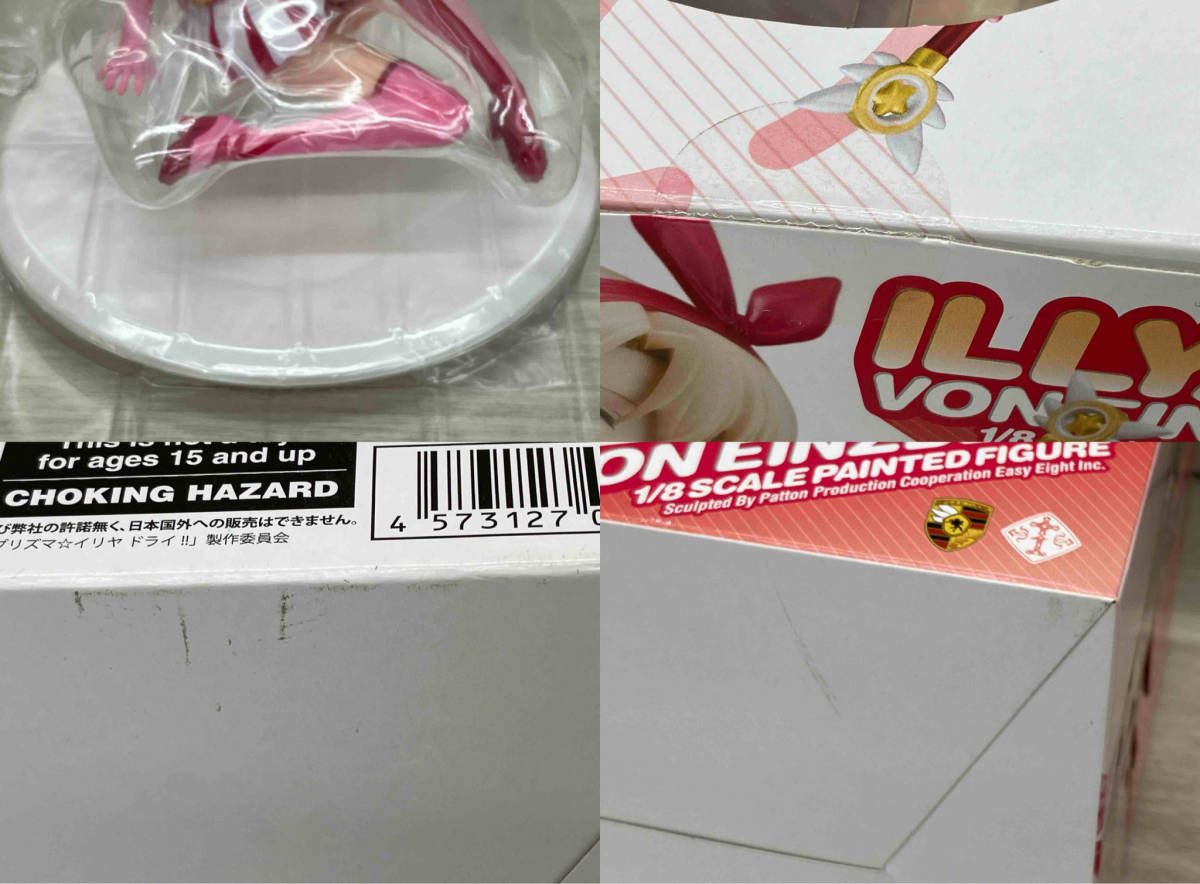 ILLY
VON EIN
1/8
for ages 15 and up
CHOKING HAZARD
4 573127 0
び弊社の許諾無く、日本国外への販売はできません。
プリズマ☆イリヤ ドライ!!」製作委員会
ON EINZ
1/8 SCALE PAINTED FIGURE
Sculpted By Patton Production Cooperation Easy Eight Inc.